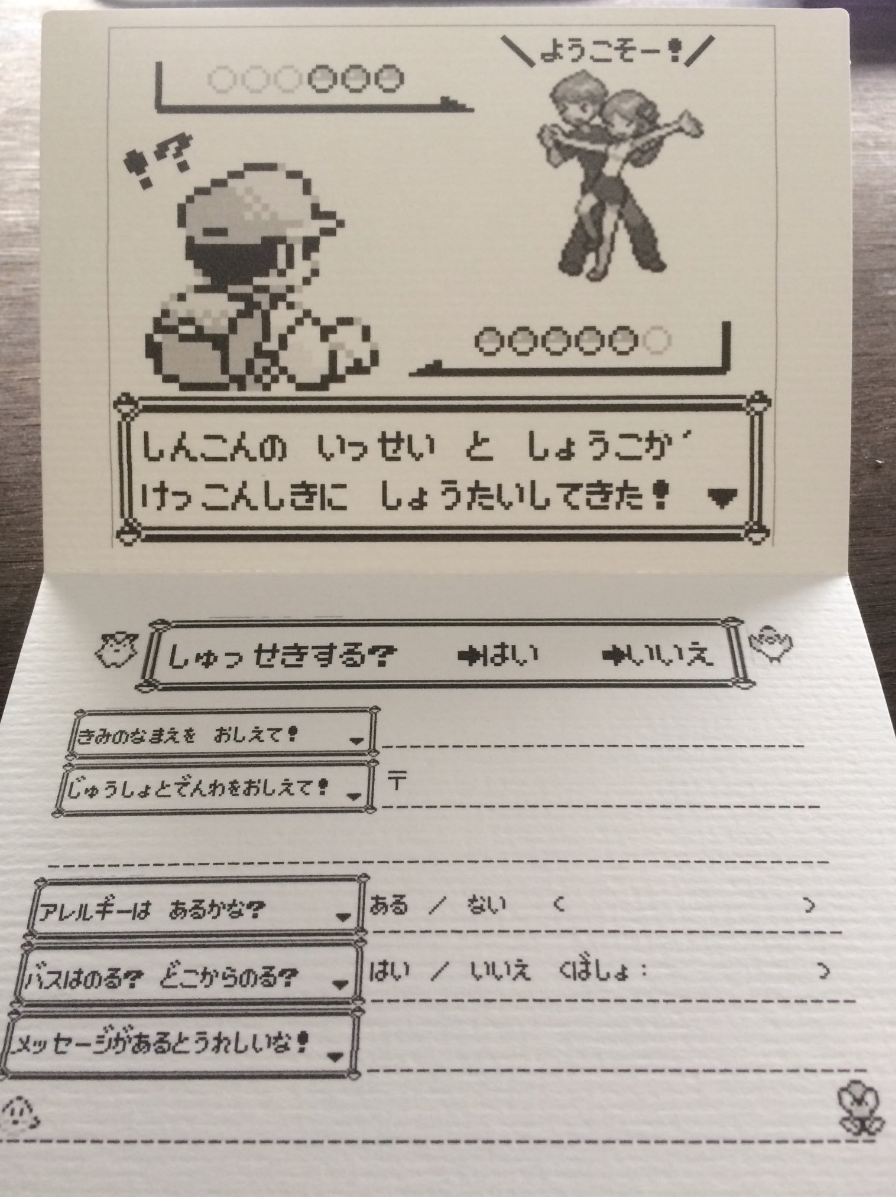 ようこそー!
!?
しんこんの いっせい と しょうこが
けっこんしきに しょうたいしてきた! ▼
しゅっせきする? ➡はい ➡いいえ
きみのなまえを おしえて! ▼
じゅうしょとでんわをおしえて! ▼ 〒
アレルギーは あるかな? ▼ ある / ない ( )
バスはのる? どこからのる? ▼ はい / いいえ (ばしょ: )
メッセージがあるとうれしいな! ▼